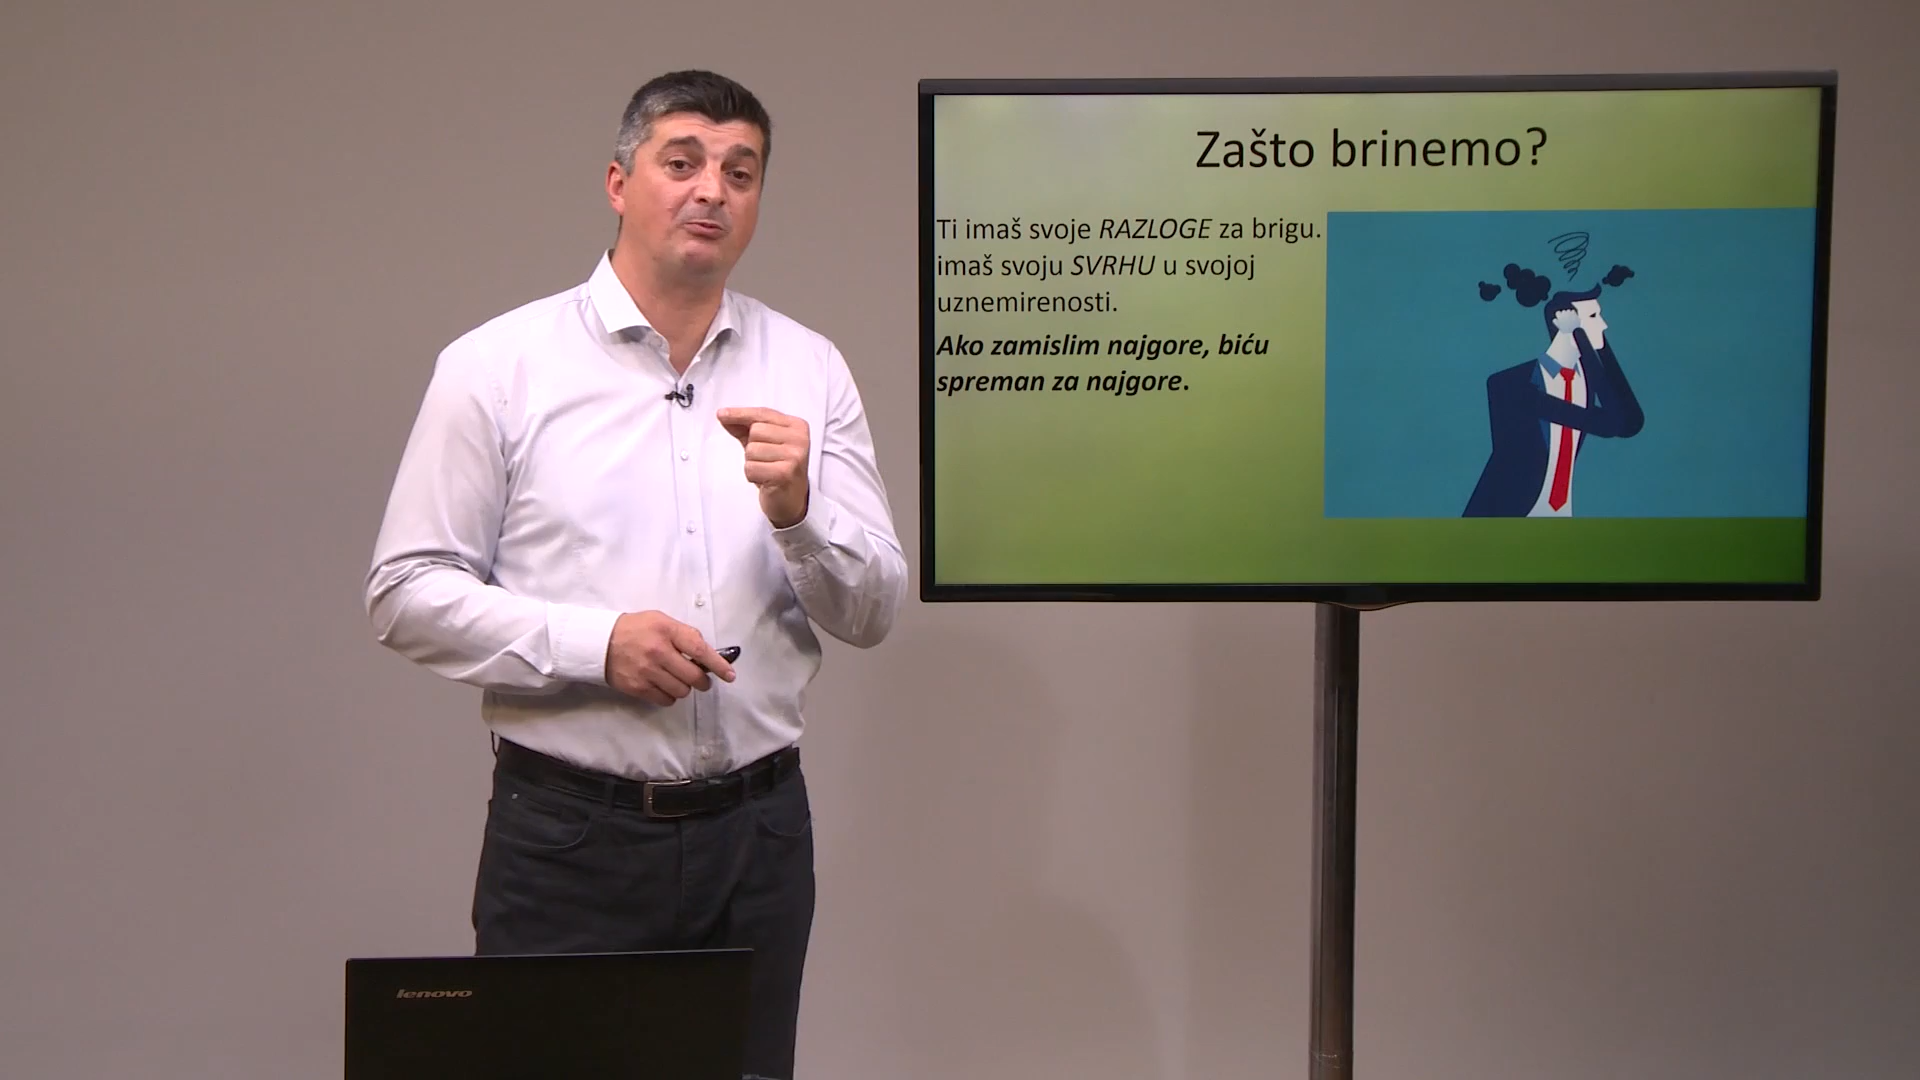 Zašto brinemo?
Ti imaš svoje RAZLOGE za brigu.
imaš svoju SVRHU u svojoj
uznemirenosti.
Ako zamislim najgore, biću
spreman za najgore.
lenovo